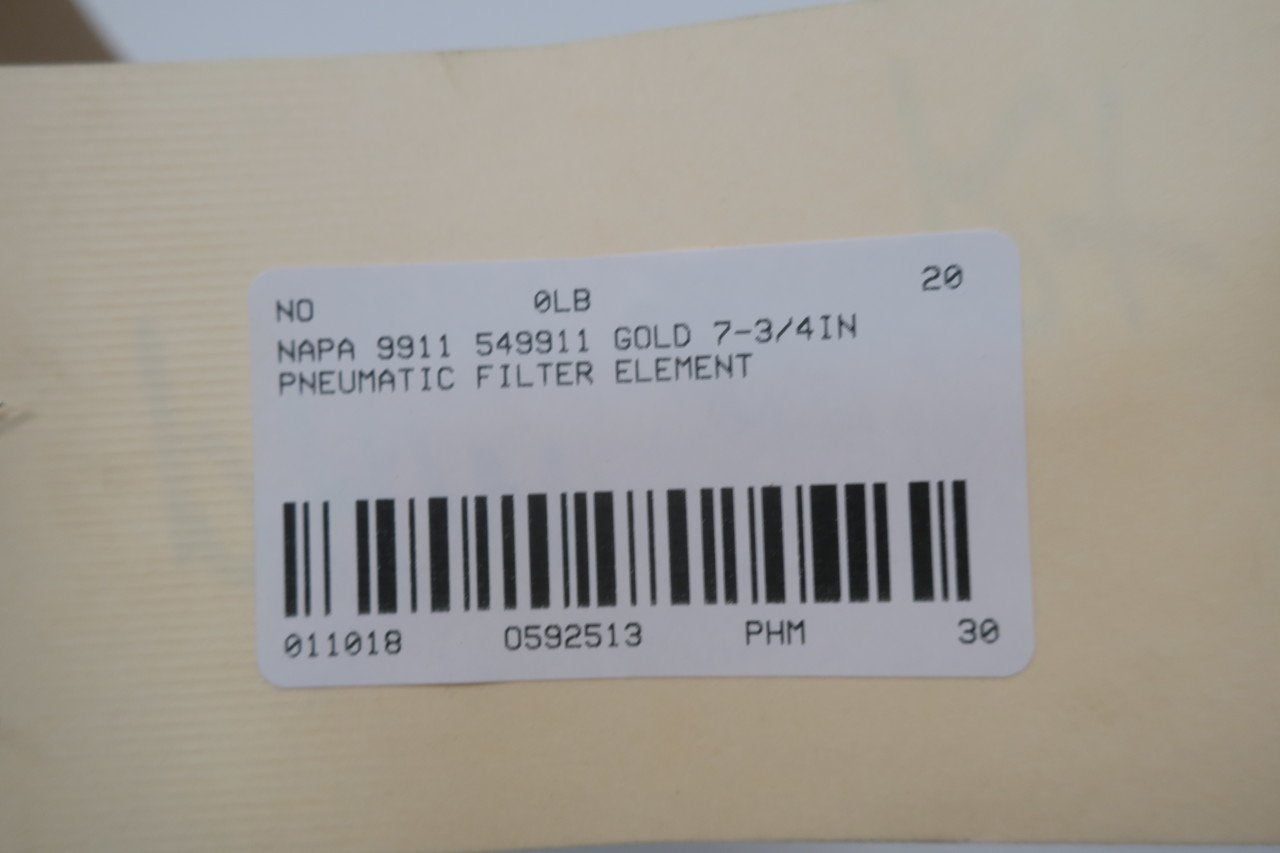 NO 0LB 20
NAPA 9911 549911 GOLD 7-3/4IN
PNEUMATIC FILTER ELEMENT
011018 0592513 PHM 30